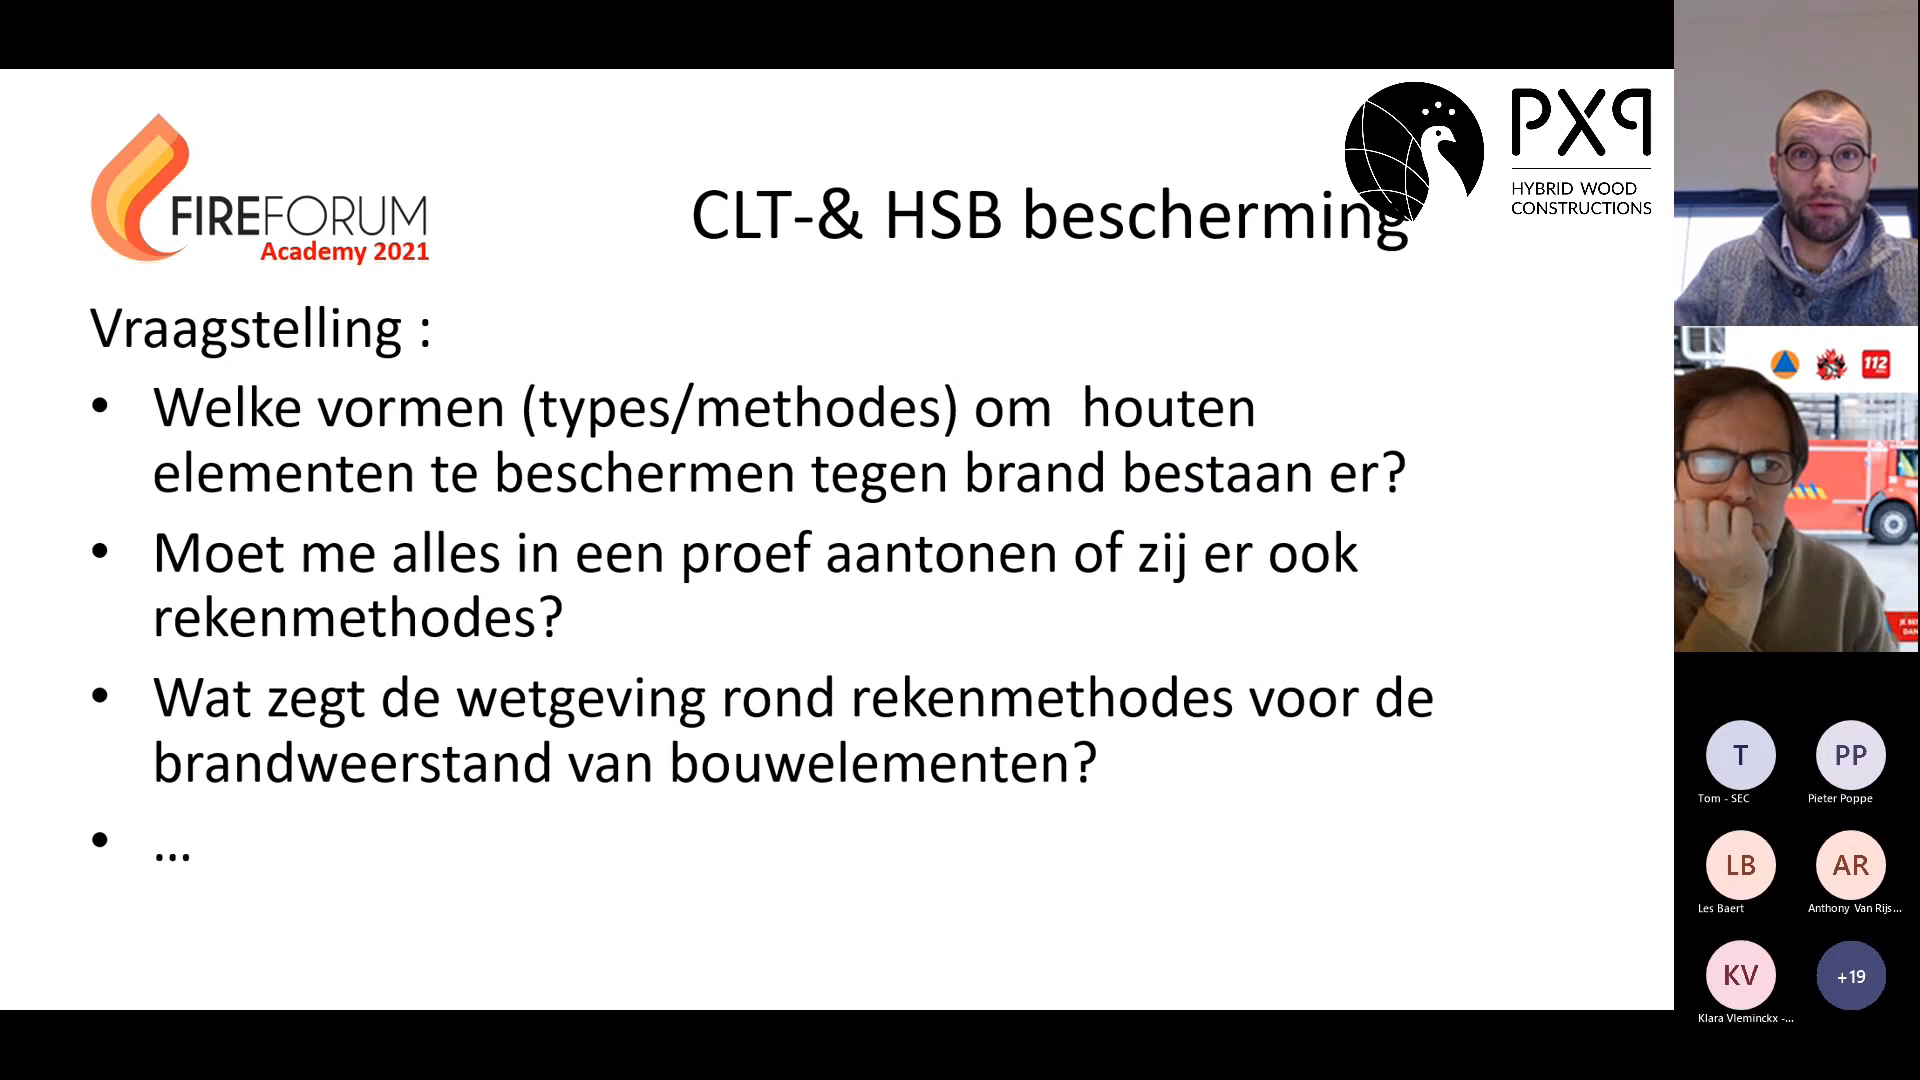 FIREFORUM
Academy 2021
CLT-& HSB bescherming
PXP
HYBRID WOOD
CONSTRUCTIONS
Vraagstelling :
• Welke vormen (types/methodes) om houten
elementen te beschermen tegen brand bestaan er?
• Moet me alles in een proef aantonen of zij er ook
rekenmethodes?
• Wat zegt de wetgeving rond rekenmethodes voor de
brandweerstand van bouwelementen?
• ...
112
T
Tom - SEC
PP
Pieter Poppe
LB
Les Baert
AR
Anthony Van Rijs...
KV
Klara Vleminckx -...
+19